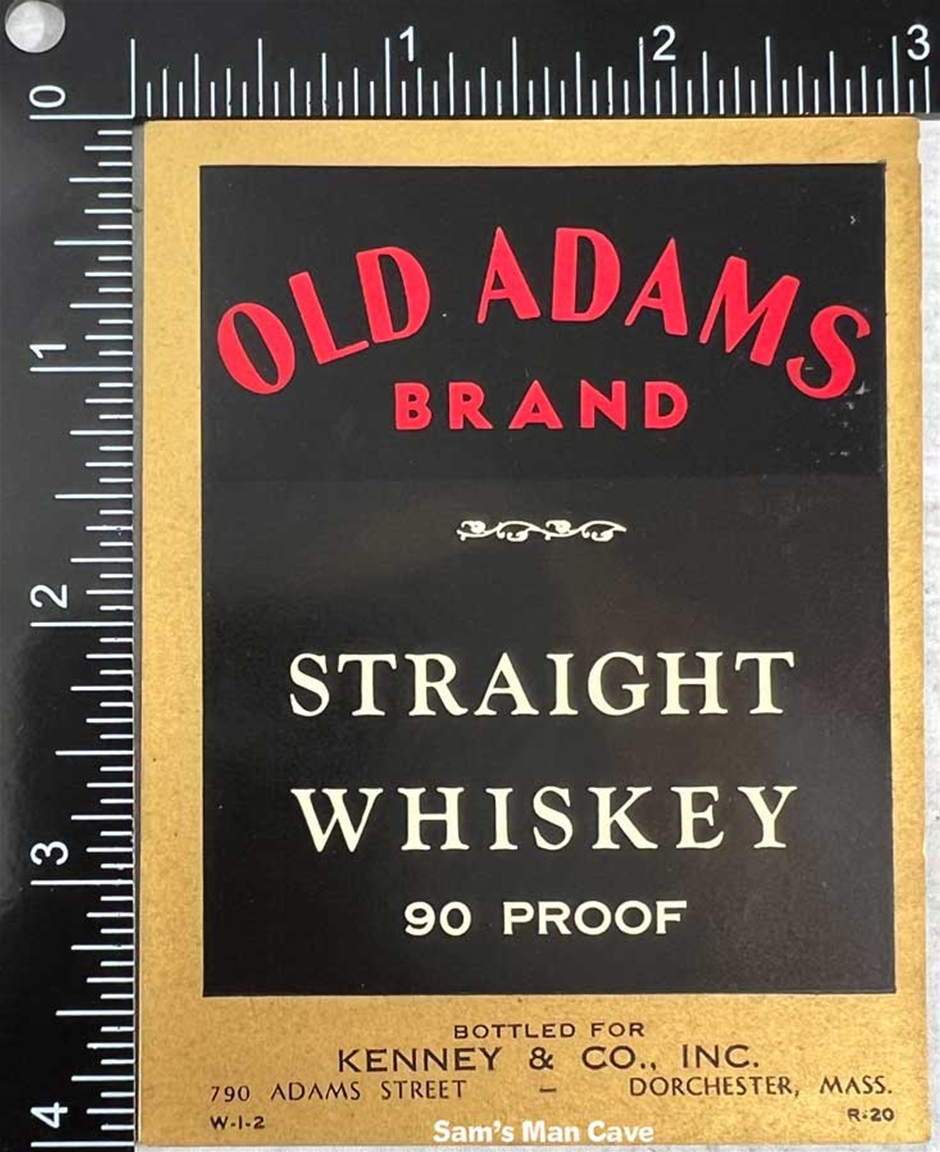 1 2 3
0
1
2
3
4
OLD ADAMS
BRAND
STRAIGHT
WHISKEY
90 PROOF
BOTTLED FOR
KENNEY & CO., INC.
790 ADAMS STREET – DORCHESTER, MASS.
W-1-2 R-20
Sam's Man Cave